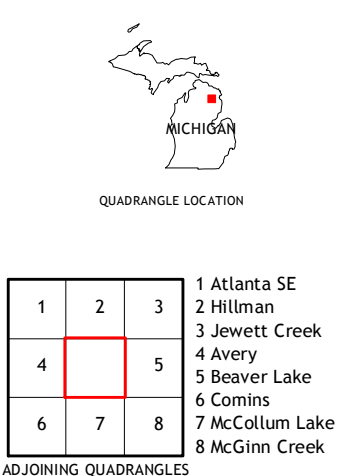 MICHIGAN
QUADRANGLE LOCATION
1 2 3
4 5
6 7 8
1 Atlanta SE
2 Hillman
3 Jewett Creek
4 Avery
5 Beaver Lake
6 Comins
7 McCollum Lake
8 McGinn Creek
ADJOINING QUADRANGLES